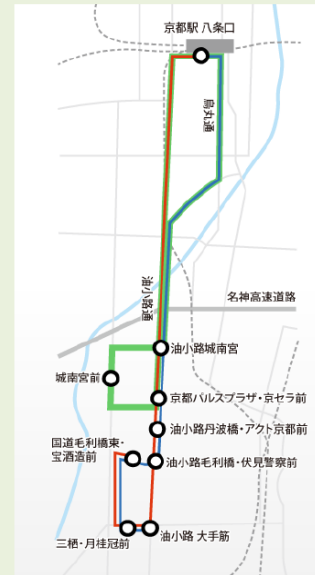 京都駅 八条口
烏丸通
油小路通
名神高速道路
油小路城南宮
城南宮前
京都パルスプラザ・京セラ前
油小路丹波橋・アクト京都前
国道毛利橋東・
宝酒造前
油小路毛利橋・伏見警察前
三栖・月桂冠前
油小路 大手筋